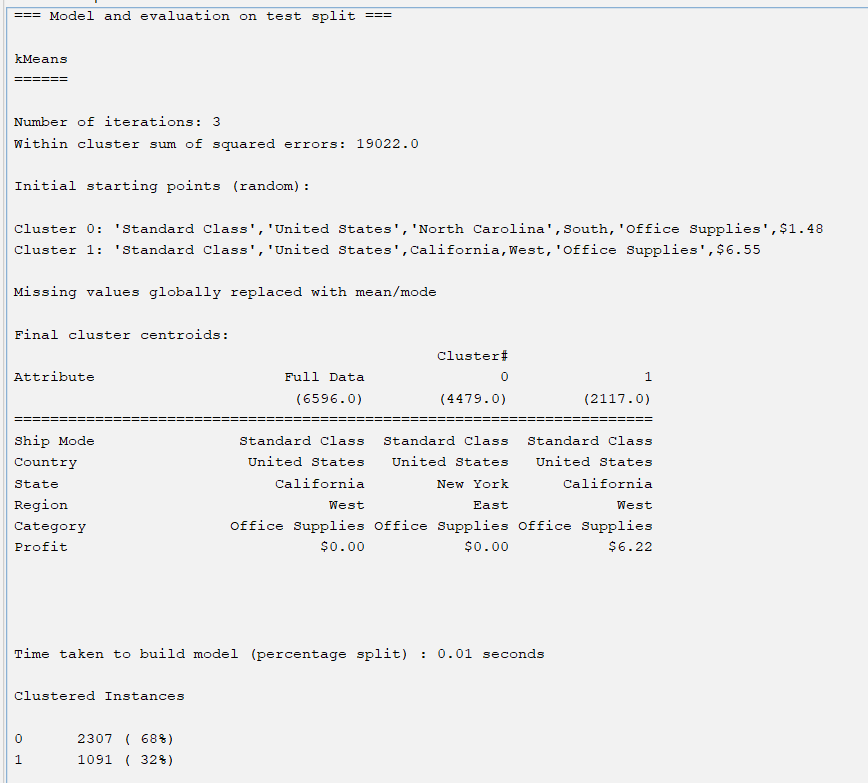 === Model and evaluation on test split ===
kMeans
======
Number of iterations: 3
Within cluster sum of squared errors: 19022.0
Initial starting points (random):
Cluster 0: 'Standard Class','United States','North Carolina',South,'Office Supplies',$1.48
Cluster 1: 'Standard Class','United States',California,West,'Office Supplies',$6.55
Missing values globally replaced with mean/mode
Final cluster centroids:
Cluster#
Attribute Full Data 0 1
(6596.0) (4479.0) (2117.0)
=========================================================================
Ship Mode Standard Class Standard Class Standard Class
Country United States United States United States
State California New York California
Region West East West
Category Office Supplies Office Supplies Office Supplies
Profit $0.00 $0.00 $6.22
Time taken to build model (percentage split) : 0.01 seconds
Clustered Instances
0 2307 ( 68%)
1 1091 ( 32%)